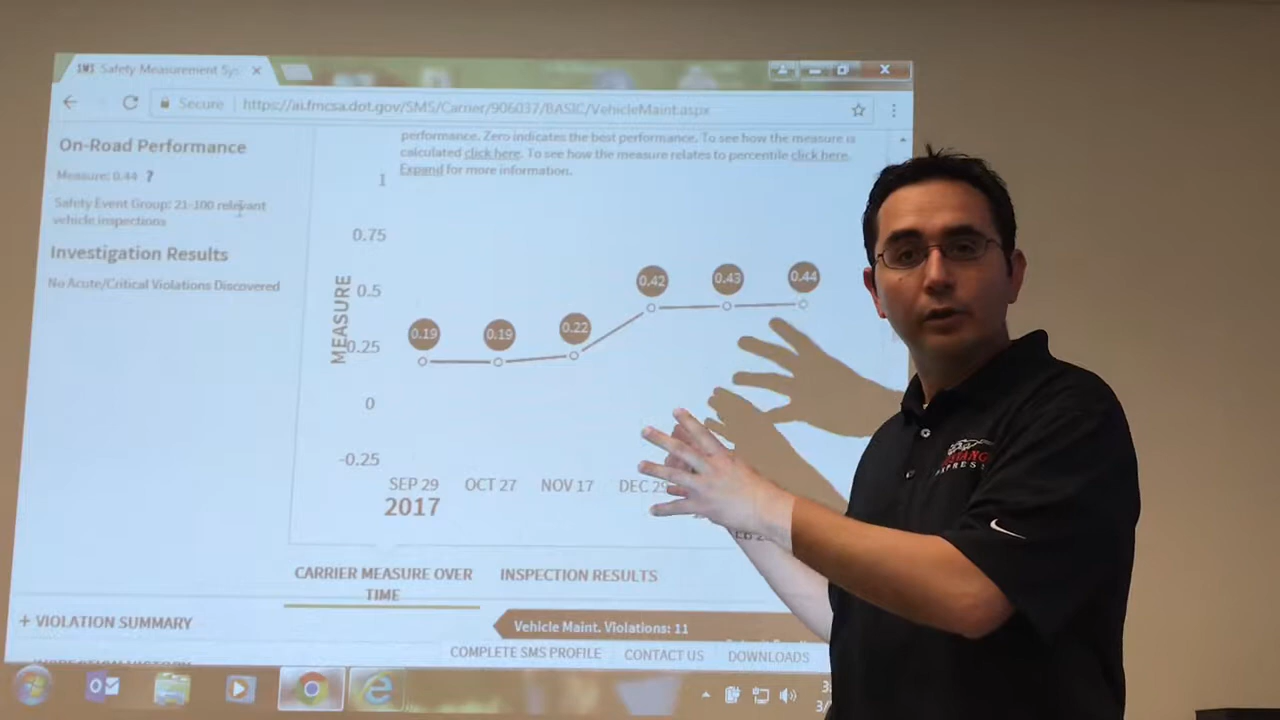 SMS Safety Measurement Sys
Secure https://ai.fmcsa.dot.gov/SMS/Carrier/906037/BASIC/VehicleMaint.aspx
On-Road Performance
Measure: 0.44 ?
Safety Event Group: 21-100 relevant
vehicle inspections
Investigation Results
No Acute/Critical Violations Discovered
performance. Zero indicates the best performance. To see how the measure is
calculated click here. To see how the measure relates to percentile click here.
Expand for more information.
1
0.75
0.5
0.25
0
-0.25
MEASURE
0.19
0.19
0.22
0.42
0.43
0.44
SEP 29
OCT 27
NOV 17
DEC 29
2017
CARRIER MEASURE OVER
TIME
INSPECTION RESULTS
+ VIOLATION SUMMARY
Vehicle Maint. Violations: 11
COMPLETE SMS PROFILE
CONTACT US
DOWNLOADS
INSPECTION HISTORY